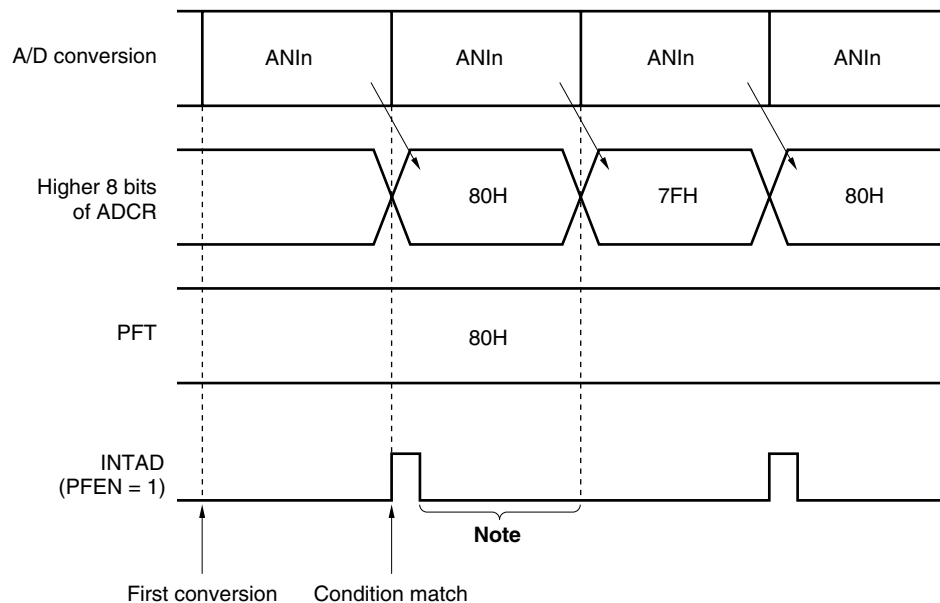 A/D conversion
ANIn
ANIn
ANIn
ANIn
Higher 8 bits
of ADCR
80H
7FH
80H
PFT
80H
INTAD
(PFEN = 1)
Note
First conversion
Condition match